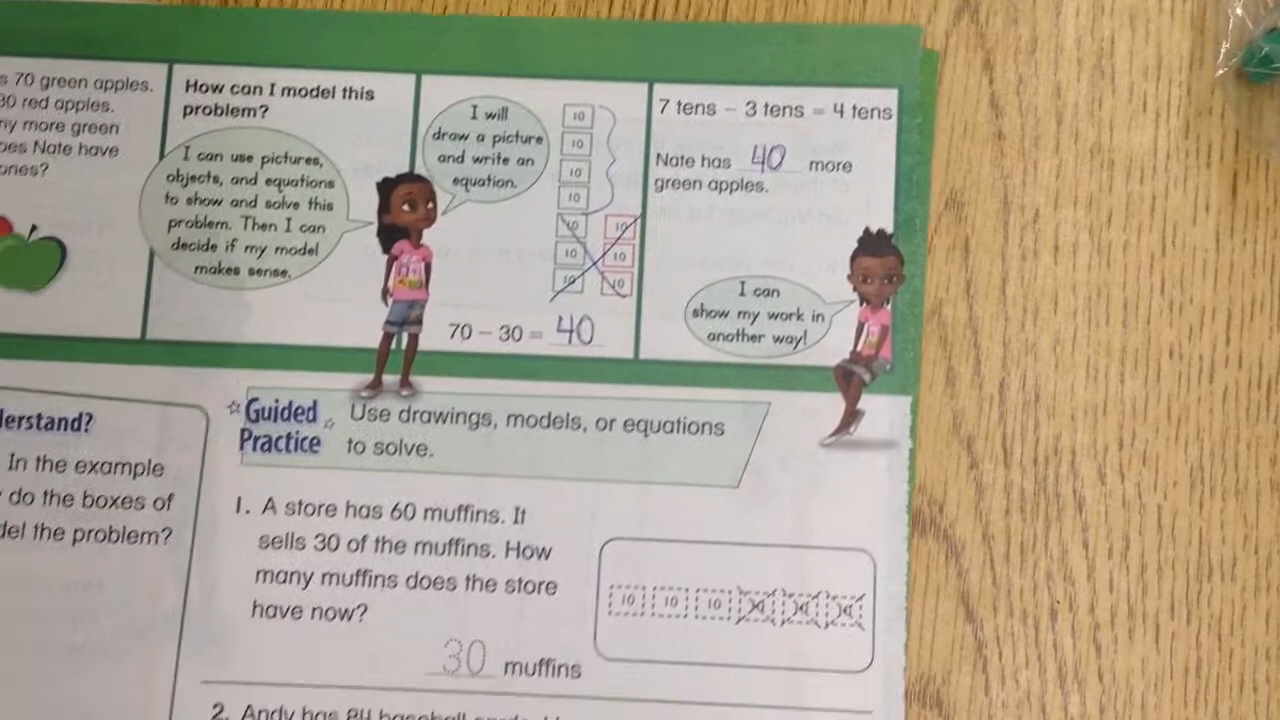 70 green apples.
30 red apples.
more green
Nate have
How can I model this
problem?
I can use pictures,
objects, and equations
to show and solve this
problem. Then I can
decide if my model
makes sense.
I will
draw a picture
and write an
equation.
10
10
10
10
10 10
10 10
10 10
70 - 30 = 40
7 tens - 3 tens = 4 tens
Nate has 40 more
green apples.
I can
show my work in
another way!
In the example
do the boxes of
the problem?
Guided
Practice
Use drawings, models, or equations
to solve.
1. A store has 60 muffins. It
sells 30 of the muffins. How
many muffins does the store
have now?
30 muffins
10 10 10
2. Andy has 84 baseball